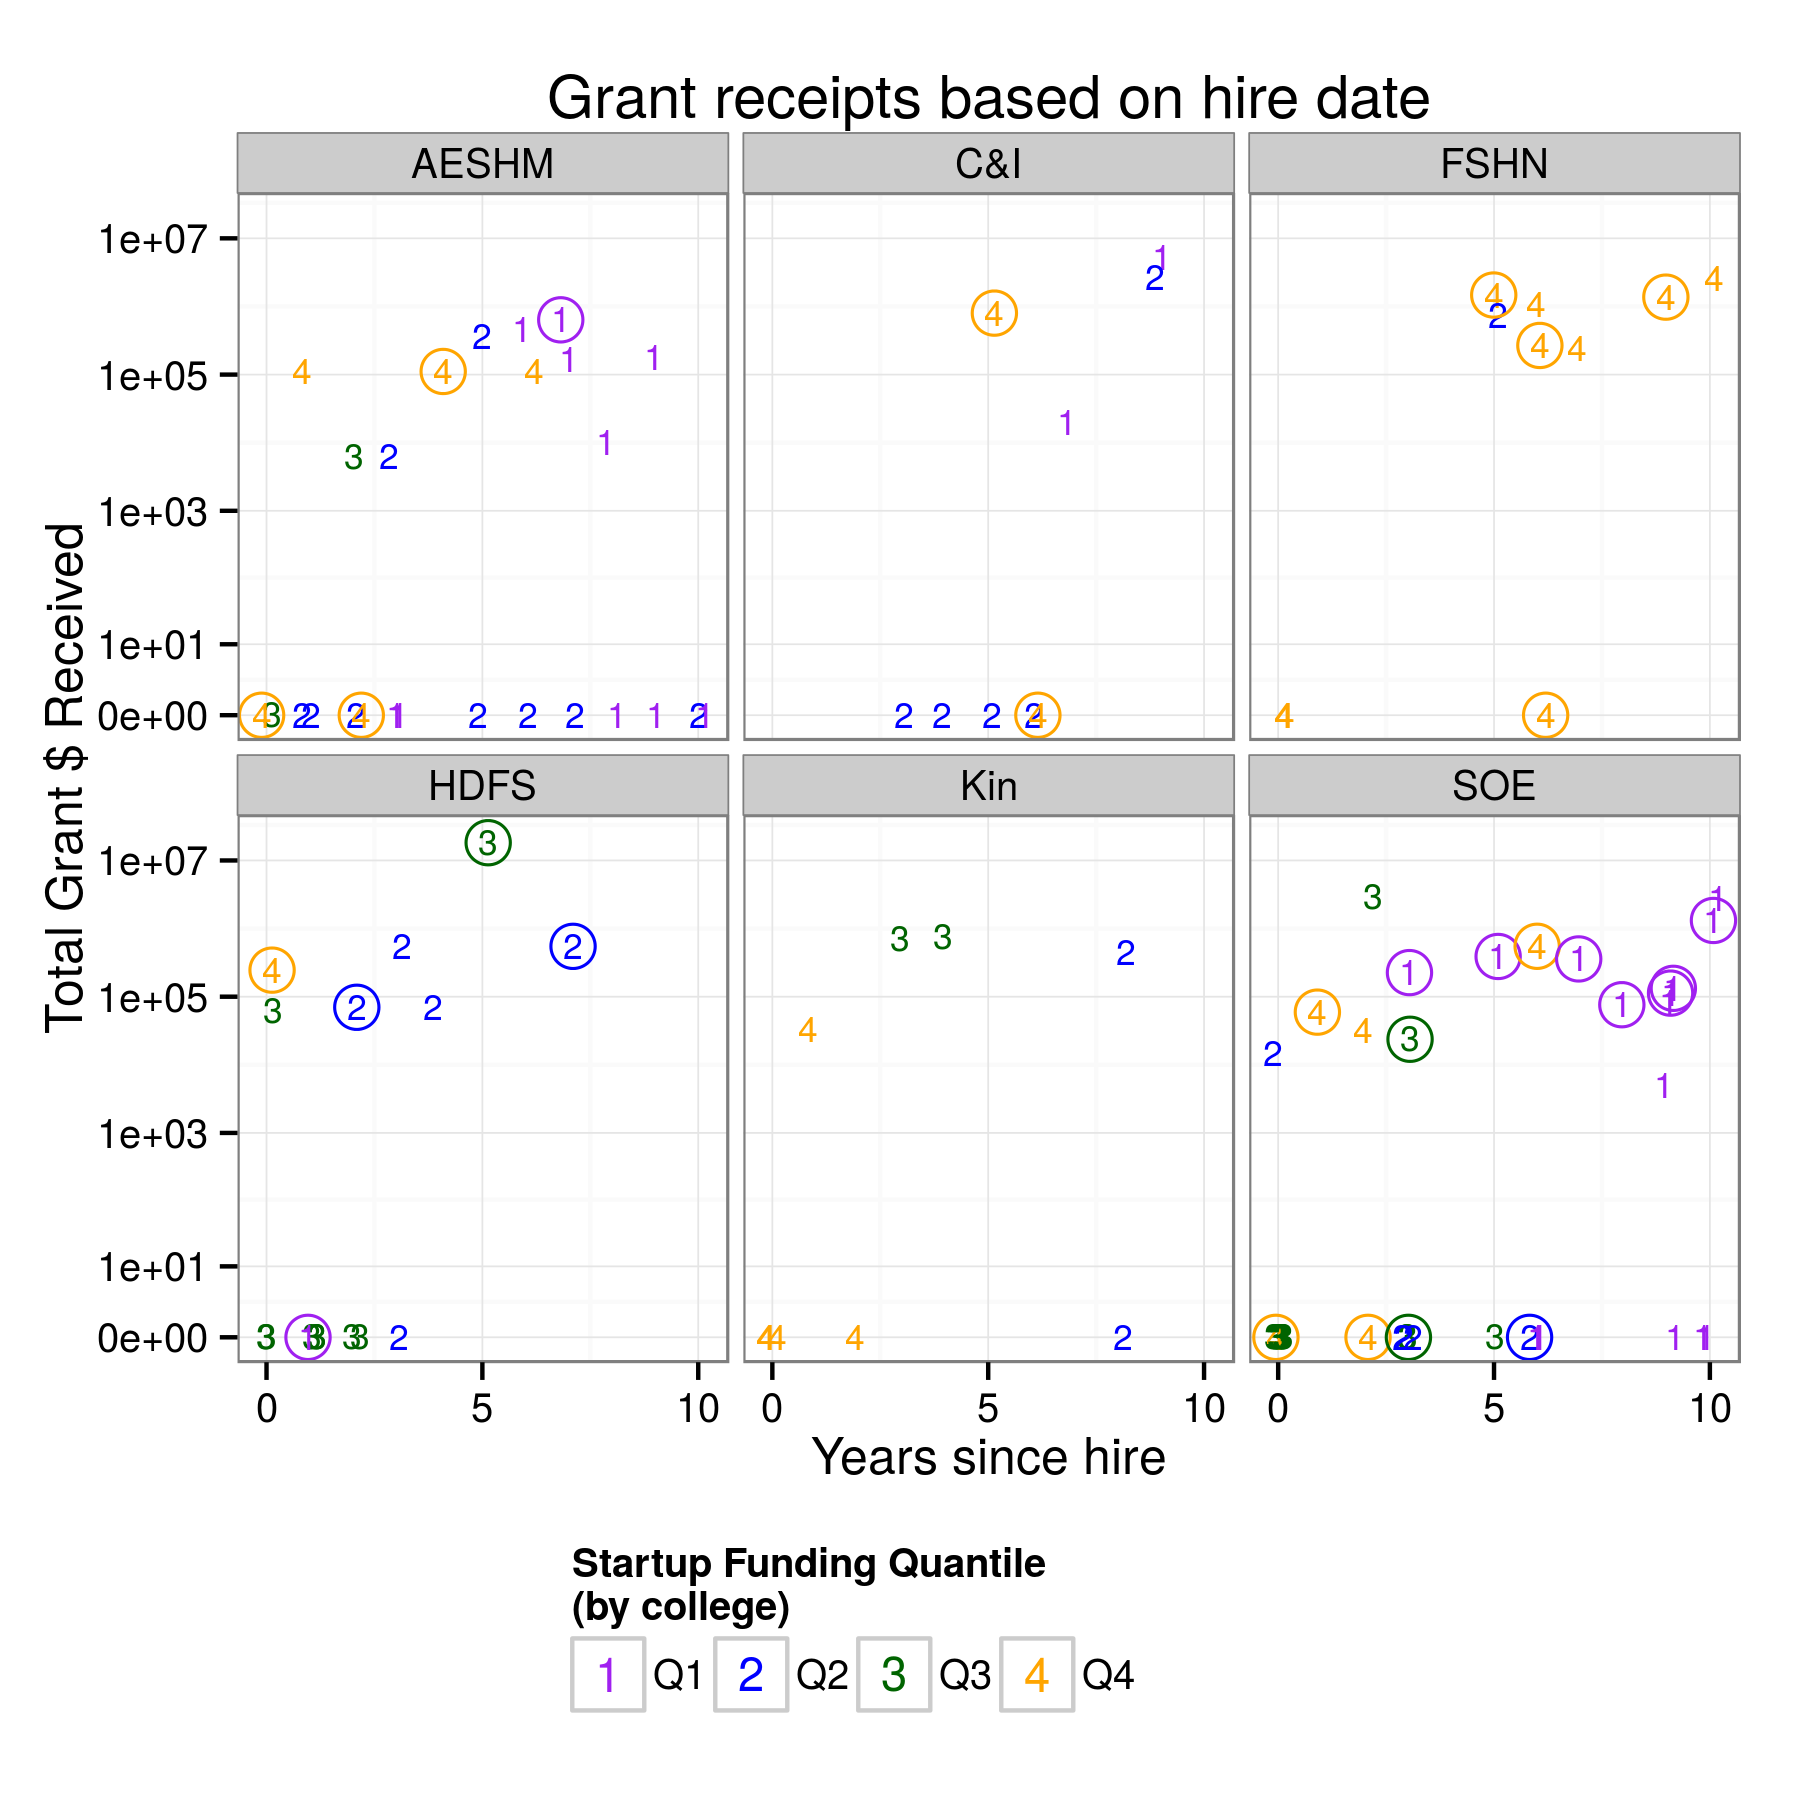 Grant receipts based on hire date
AESHM C&I FSHN
1e+07
1e+05
1e+03
1e+01
0e+00
HDFS Kin SOE
1e+07
1e+05
1e+03
1e+01
0e+00
0 5 10 0 5 10 0 5 10
Total Grant $ Received
Years since hire
Startup Funding Quantile
(by college)
1 Q1 2 Q2 3 Q3 4 Q4